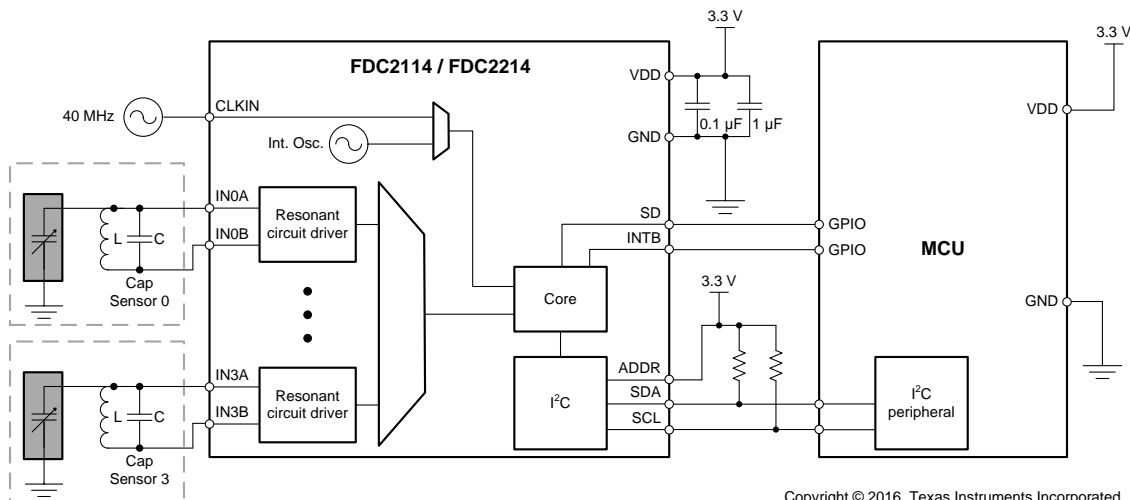 3.3 V
3.3 V
FDC2114 / FDC2214
VDD
CLKIN
40 MHz
0.1 µF
1 µF
VDD
Int. Osc.
GND
IN0A
Resonant
circuit driver
SD
GPIO
L
C
IN0B
INTB
GPIO
MCU
Cap
Sensor 0
3.3 V
Core
GND
IN3A
Resonant
circuit driver
ADDR
I²C
SDA
I²C
peripheral
L
C
IN3B
SCL
Cap
Sensor 3
Copyright © 2016, Texas Instruments Incorporated